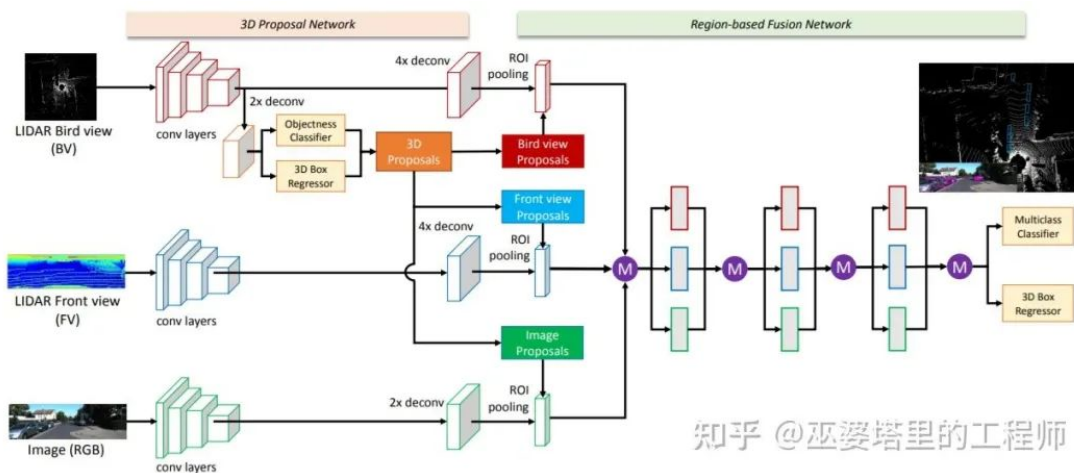 3D Proposal Network
Region-based Fusion Network
LIDAR Bird view
(BV)
conv layers
2x deconv
4x deconv
ROI
pooling
Objectness
Classifier
3D Box
Regressor
3D
Proposals
Bird view
Proposals
Front view
Proposals
LIDAR Front view
(FV)
conv layers
4x deconv
ROI
pooling
M
M
M
M
Multiclass
Classifier
3D Box
Regressor
Image
Proposals
Image (RGB)
conv layers
2x deconv
ROI
pooling
知乎 @巫婆塔里的工程师